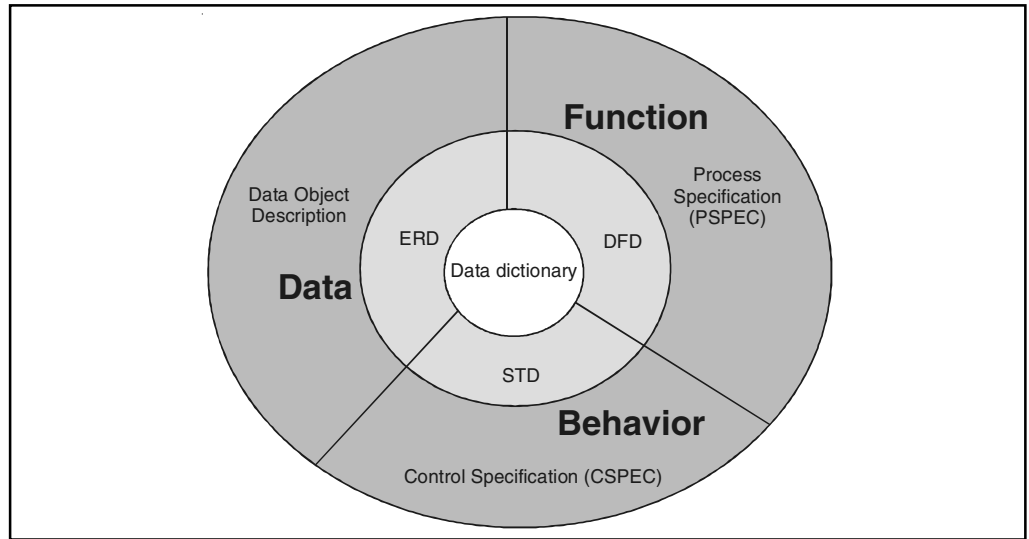 Function
Process
Specification
(PSPEC)
Data Object
Description
ERD
DFD
Data dictionary
Data
STD
Behavior
Control Specification (CSPEC)